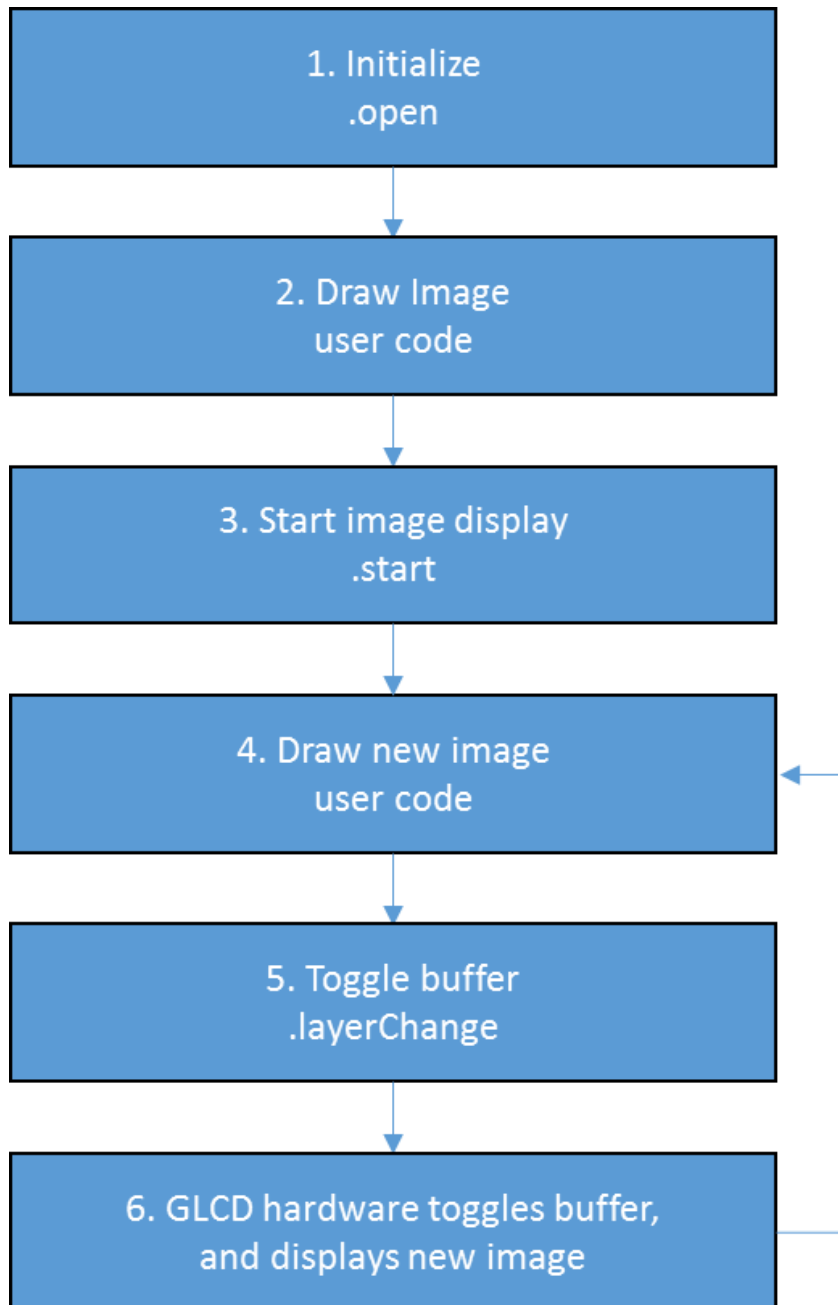 1. Initialize
.open
2. Draw Image
user code
3. Start image display
.start
4. Draw new image
user code
5. Toggle buffer
.layerChange
6. GLCD hardware toggles buffer,
and displays new image